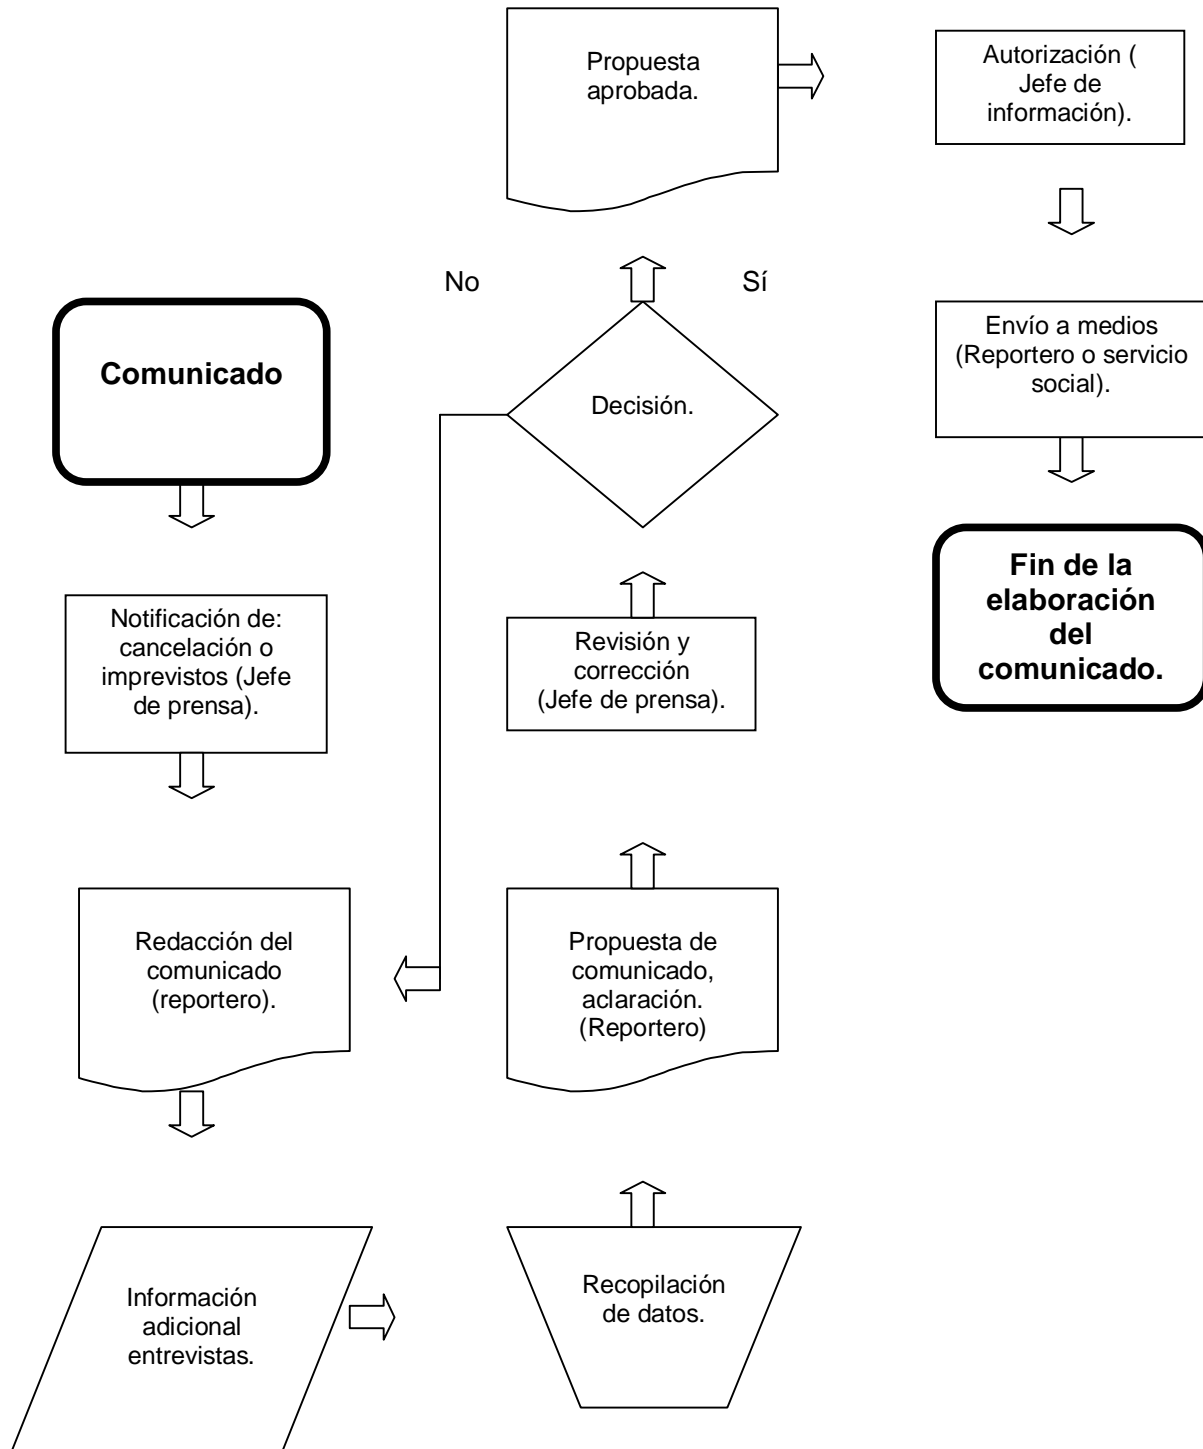 Comunicado
Notificación de:
cancelación o
imprevistos (Jefe
de prensa).
Redacción del
comunicado
(reportero).
Información
adicional
entrevistas.
Recopilación
de datos.
Propuesta de
comunicado,
aclaración.
(Reportero)
Revisión y
corrección
(Jefe de prensa).
Decisión.
No
Sí
Propuesta
aprobada.
Autorización (
Jefe de
información).
Envío a medios
(Reportero o servicio
social).
Fin de la
elaboración
del
comunicado.